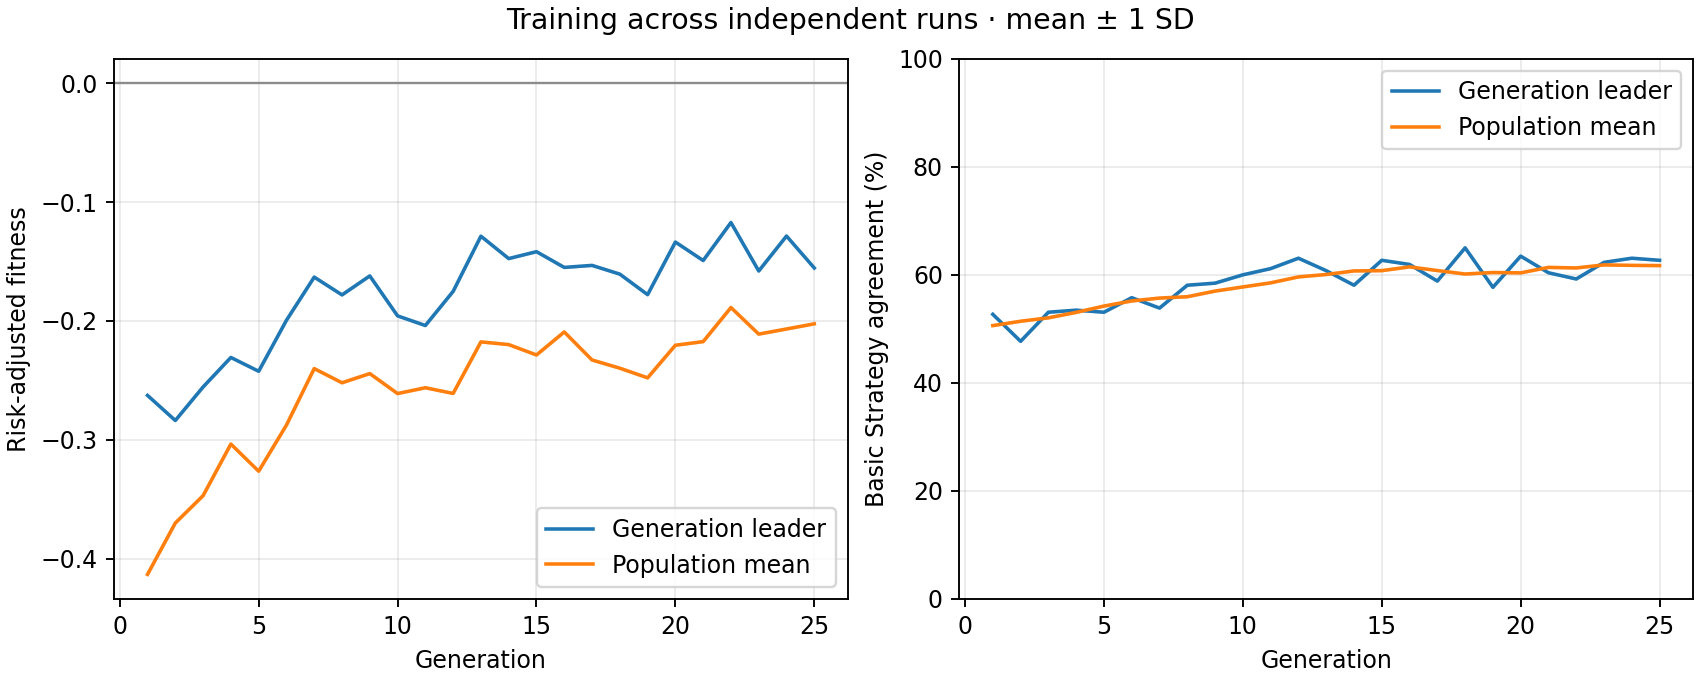 Training across independent runs · mean ± 1 SD
Risk-adjusted fitness
0.0
−0.1
−0.2
−0.3
−0.4
0
5
10
15
20
25
Generation
Generation leader
Population mean
Basic Strategy agreement (%)
100
80
60
40
20
0
0
5
10
15
20
25
Generation
Generation leader
Population mean